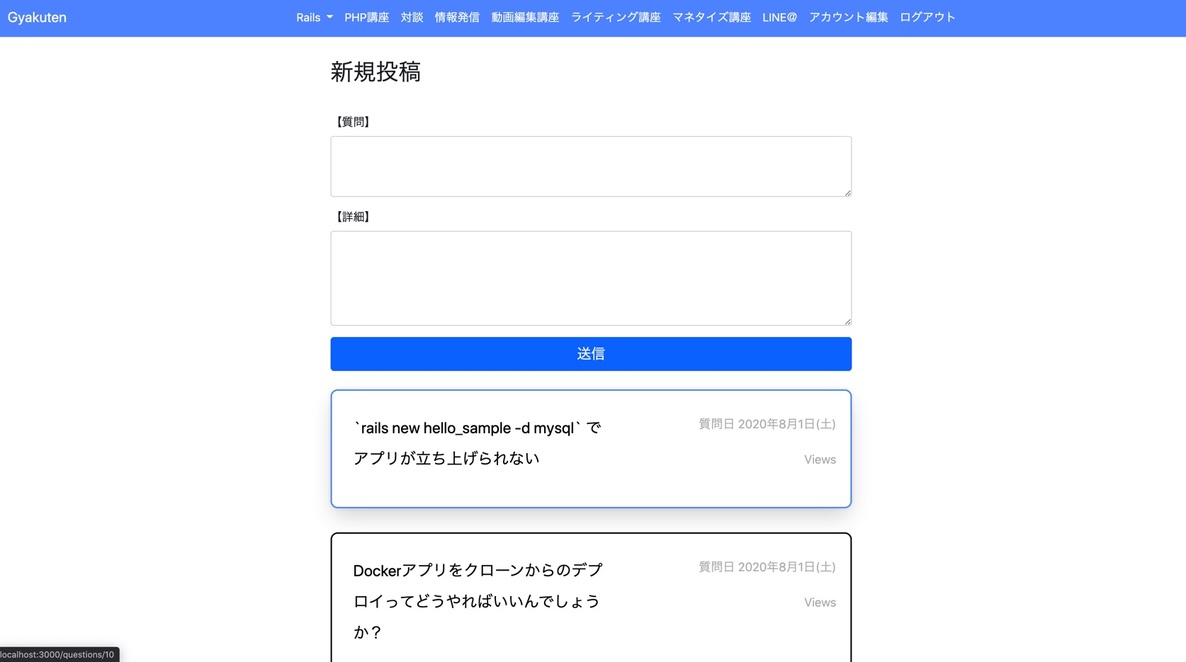 Gyakuten Rails PHP講座 対談 情報発信 動画編集講座 ライティング講座 マネタイズ講座 LINE@ アカウント編集 ログアウト
新規投稿
【質問】
【詳細】
送信
`rails new hello_sample -d mysql` で
アプリが立ち上げられない
質問日 2020年8月1日(土)
Views
Dockerアプリをクローンからのデプ
ロイってどうやればいいんでしょう
か？
質問日 2020年8月1日(土)
Views
localhost:3000/questions/10